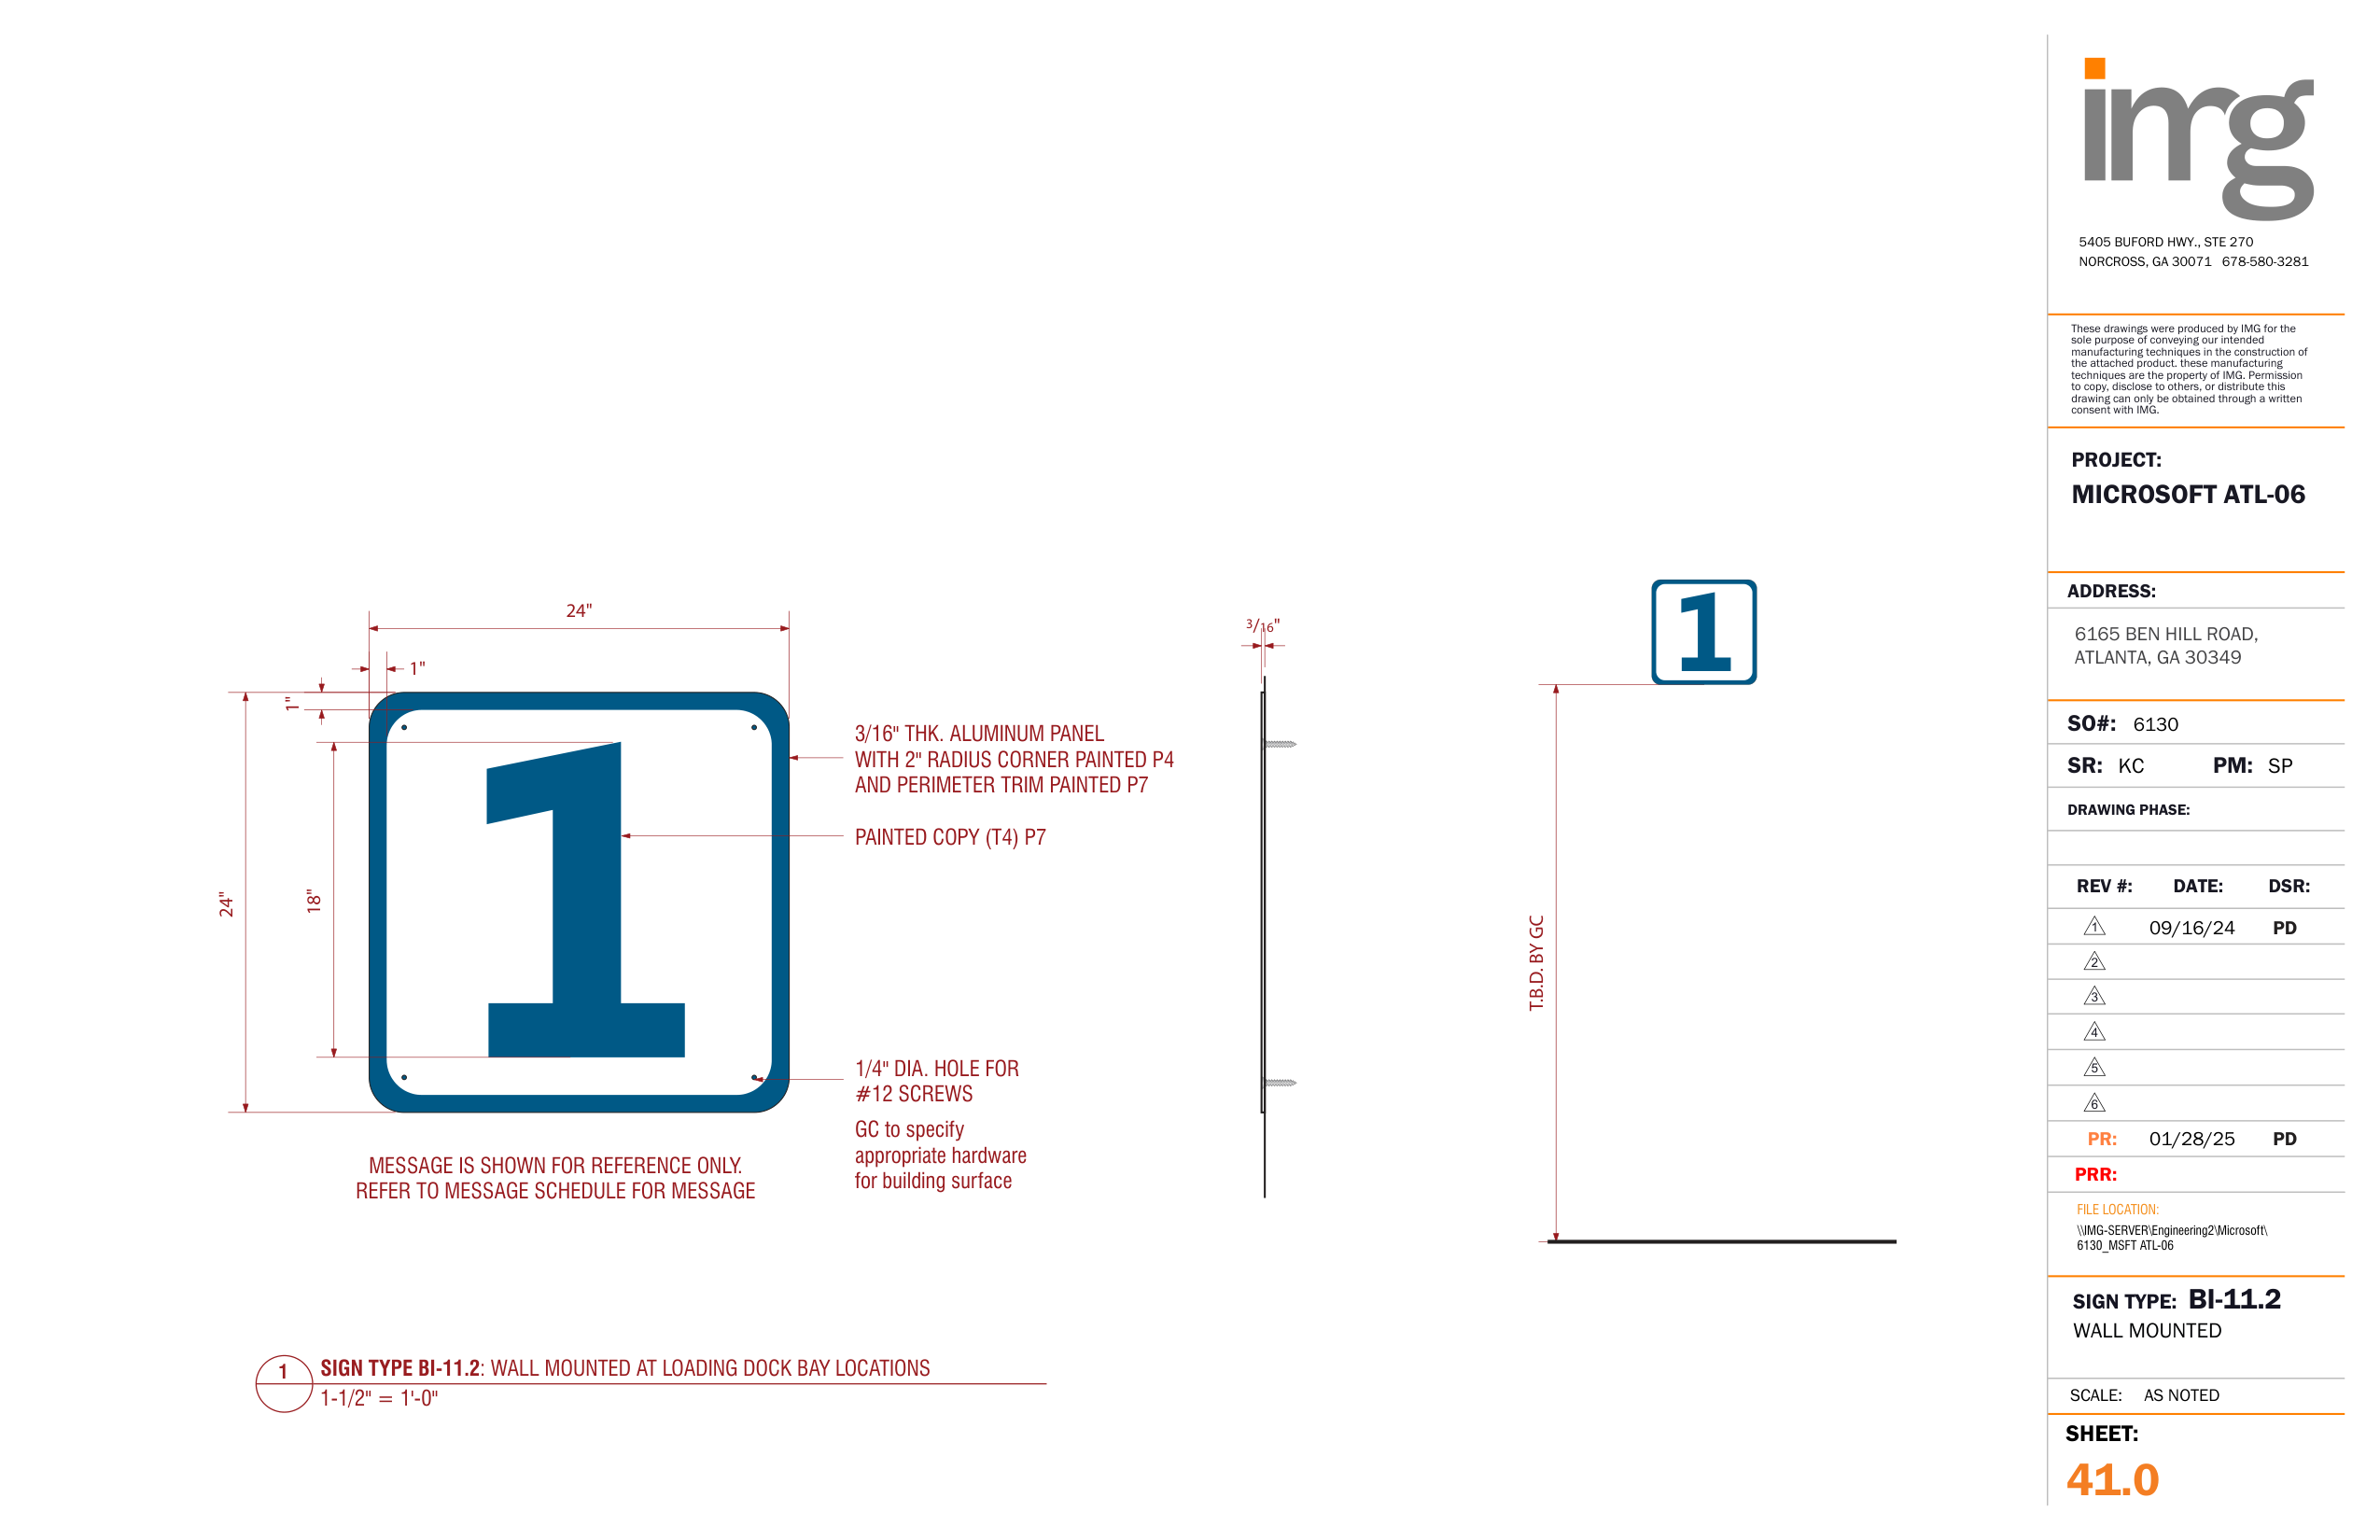 24"
1"
1"
24"
18"
1
3/16" THK. ALUMINUM PANEL
WITH 2" RADIUS CORNER PAINTED P4
AND PERIMETER TRIM PAINTED P7
PAINTED COPY (T4) P7
1/4" DIA. HOLE FOR
#12 SCREWS
GC to specify
appropriate hardware
for building surface
MESSAGE IS SHOWN FOR REFERENCE ONLY.
REFER TO MESSAGE SCHEDULE FOR MESSAGE
3/16"
1
T.B.D. BY GC
1
SIGN TYPE BI-11.2: WALL MOUNTED AT LOADING DOCK BAY LOCATIONS
1-1/2" = 1'-0"
img
5405 BUFORD HWY., STE 270
NORCROSS, GA 30071 678-580-3281
These drawings were produced by IMG for the
sole purpose of conveying our intended
manufacturing techniques in the construction of
the attached product. these manufacturing
techniques are the property of IMG. Permission
to copy, disclose to others, or distribute this
drawing can only be obtained through a written
consent with IMG.
PROJECT:
MICROSOFT ATL-06
ADDRESS:
6165 BEN HILL ROAD,
ATLANTA, GA 30349
SO#: 6130
SR: KC PM: SP
DRAWING PHASE:
REV #: DATE: DSR:
1 09/16/24 PD
2
3
4
5
6
PR: 01/28/25 PD
PRR:
FILE LOCATION:
\\IMG-SERVER\Engineering2\Microsoft\
6130_MSFT ATL-06
SIGN TYPE: BI-11.2
WALL MOUNTED
SCALE: AS NOTED
SHEET:
41.0